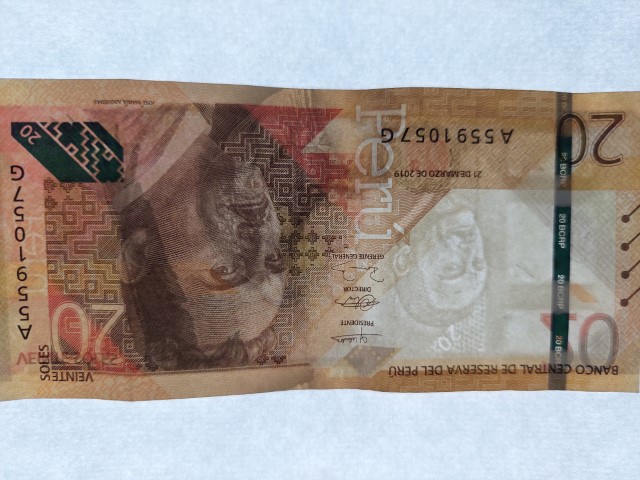 BANCO CENTRAL DE RESERVA DEL PERÚ
VEINTE
SOLES
20
20 BCRP
20
PRESIDENTE
DIRECTOR
GERENTE GENERAL
20
A5591057G
20 BCRP
20 BCRP
21 DE MARZO DE 2019
Perú
20
A5591057G
20
JOSÉ MARÍA ARGUEDAS